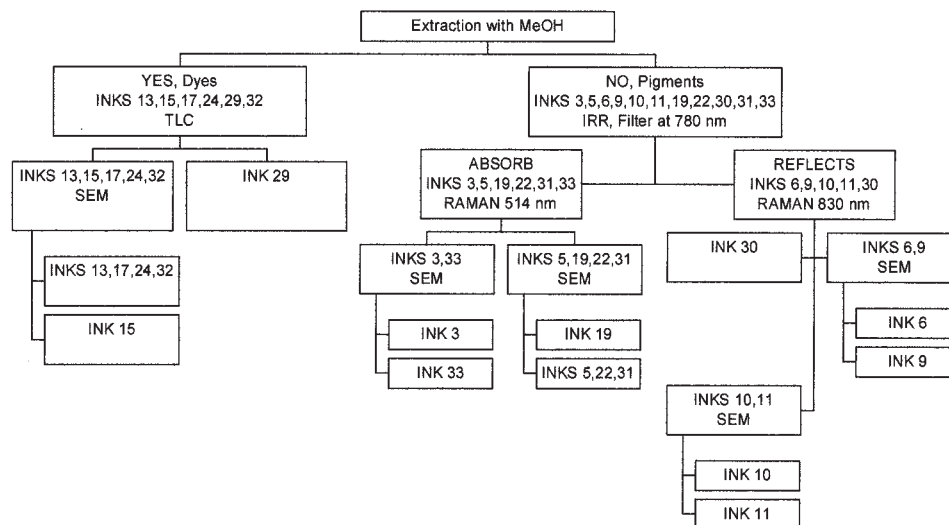 Extraction with MeOH
YES, Dyes
INKS 13,15,17,24,29,32
TLC
NO, Pigments
INKS 3,5,6,9,10,11,19,22,30,31,33
IRR, Filter at 780 nm
INKS 13,15,17,24,32
SEM
INK 29
ABSORB
INKS 3,5,19,22,31,33
RAMAN 514 nm
REFLECTS
INKS 6,9,10,11,30
RAMAN 830 nm
INKS 13,17,24,32
INK 15
INKS 3,33
SEM
INKS 5,19,22,31
SEM
INK 30
INKS 6,9
SEM
INK 3
INK 33
INK 19
INKS 5,22,31
INK 6
INK 9
INKS 10,11
SEM
INK 10
INK 11